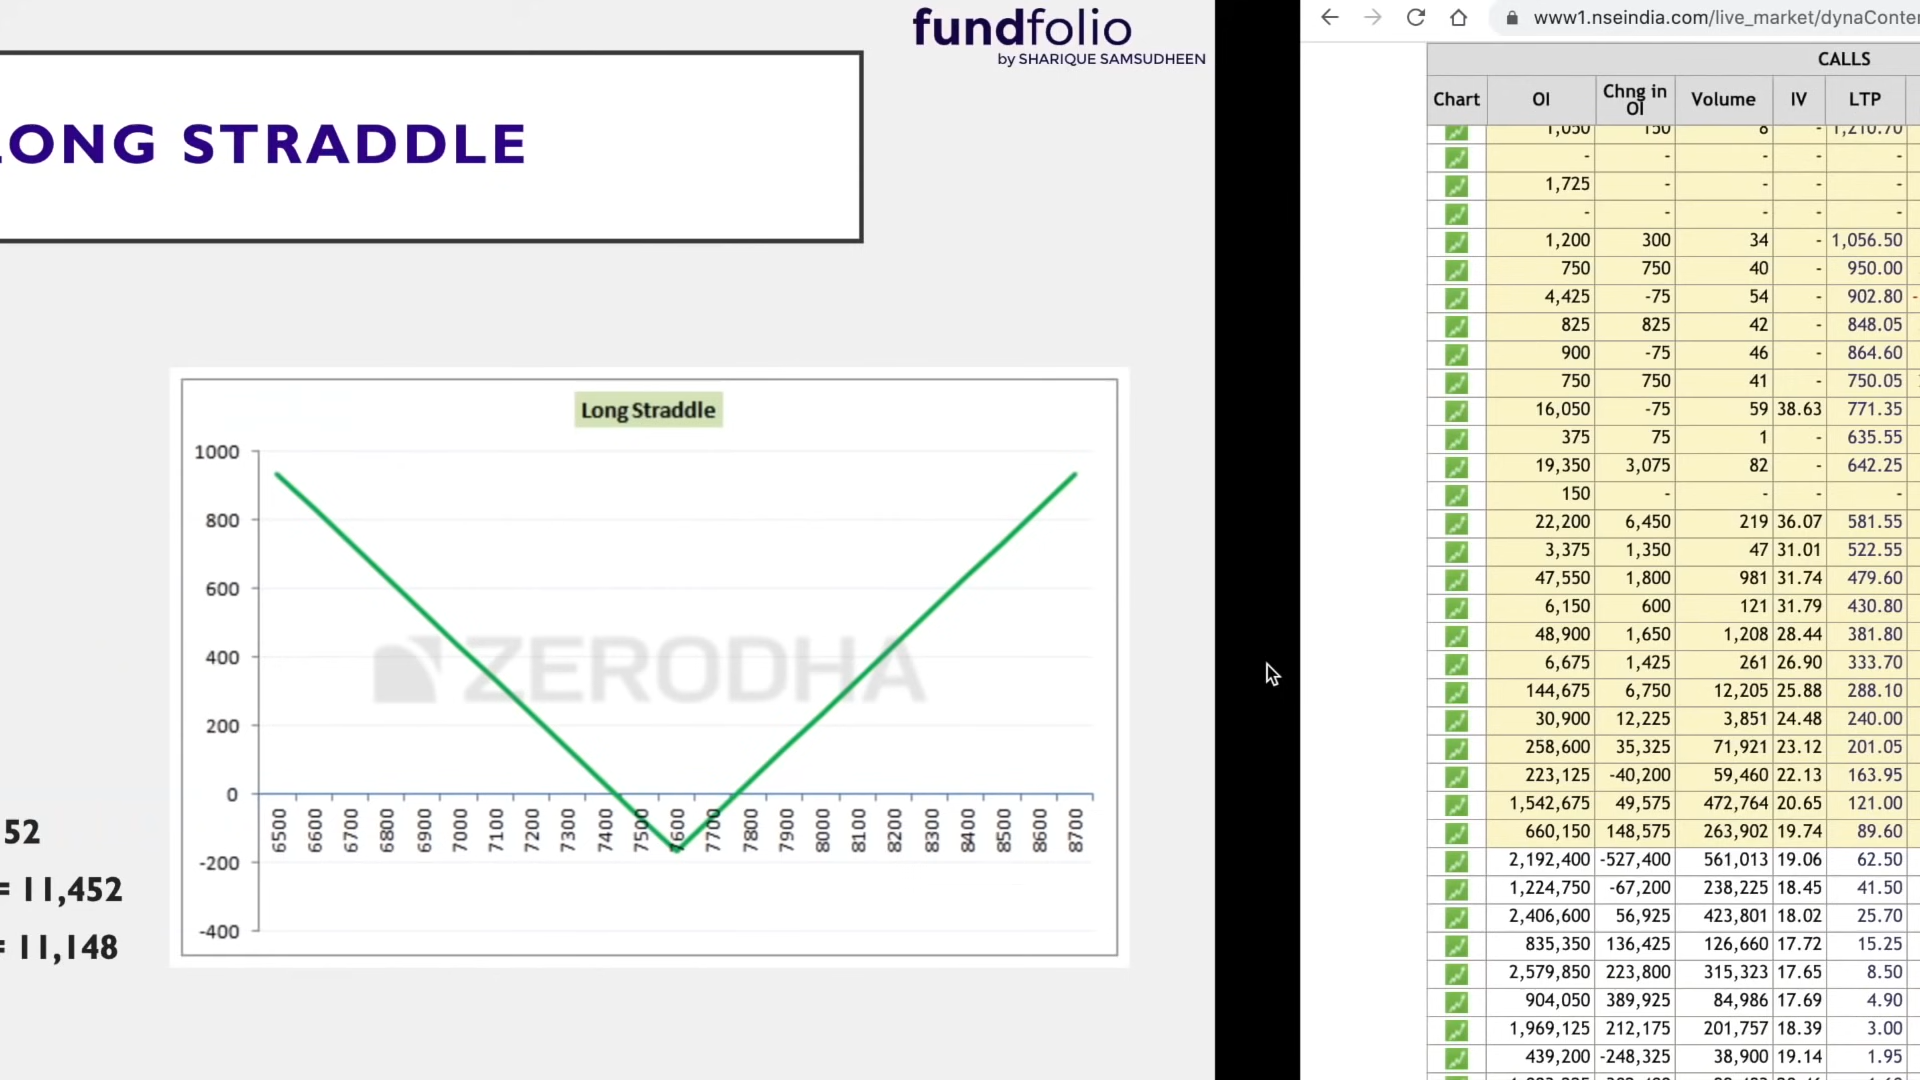 fundfolio
by SHARIQUE SAMSUDHEEN
LONG STRADDLE
Long Straddle
1000
800
600
400
200
0
-200
-400
6500 6600 6700 6800 6900 7000 7100 7200 7300 7400 7500 7600 7700 7800 7900 8000 8100 8200 8300 8400 8500 8600 8700
ZERODHA
52
= 11,452
= 11,148
www1.nseindia.com/live_market/dynaConter
CALLS
Chart OI Chng in OI Volume IV LTP
1,050 150 8 - 1,210.70
- - - - -
1,725 - - - -
- - - - -
1,200 300 34 - 1,056.50
750 750 40 - 950.00
4,425 -75 54 - 902.80 -
825 825 42 - 848.05
900 -75 46 - 864.60
750 750 41 - 750.05
16,050 -75 59 38.63 771.35
375 75 1 - 635.55
19,350 3,075 82 - 642.25
150 - - - -
22,200 6,450 219 36.07 581.55
3,375 1,350 47 31.01 522.55
47,550 1,800 981 31.74 479.60
6,150 600 121 31.79 430.80
48,900 1,650 1,208 28.44 381.80
6,675 1,425 261 26.90 333.70
144,675 6,750 12,205 25.88 288.10
30,900 12,225 3,851 24.48 240.00
258,600 35,325 71,921 23.12 201.05
223,125 -40,200 59,460 22.13 163.95
1,542,675 49,575 472,764 20.65 121.00
660,150 148,575 263,902 19.74 89.60
2,192,400 -527,400 561,013 19.06 62.50
1,224,750 -67,200 238,225 18.45 41.50
2,406,600 56,925 423,801 18.02 25.70
835,350 136,425 126,660 17.72 15.25
2,579,850 223,800 315,323 17.65 8.50
904,050 389,925 84,986 17.69 4.90
1,969,125 212,175 201,757 18.39 3.00
439,200 -248,325 38,900 19.14 1.95